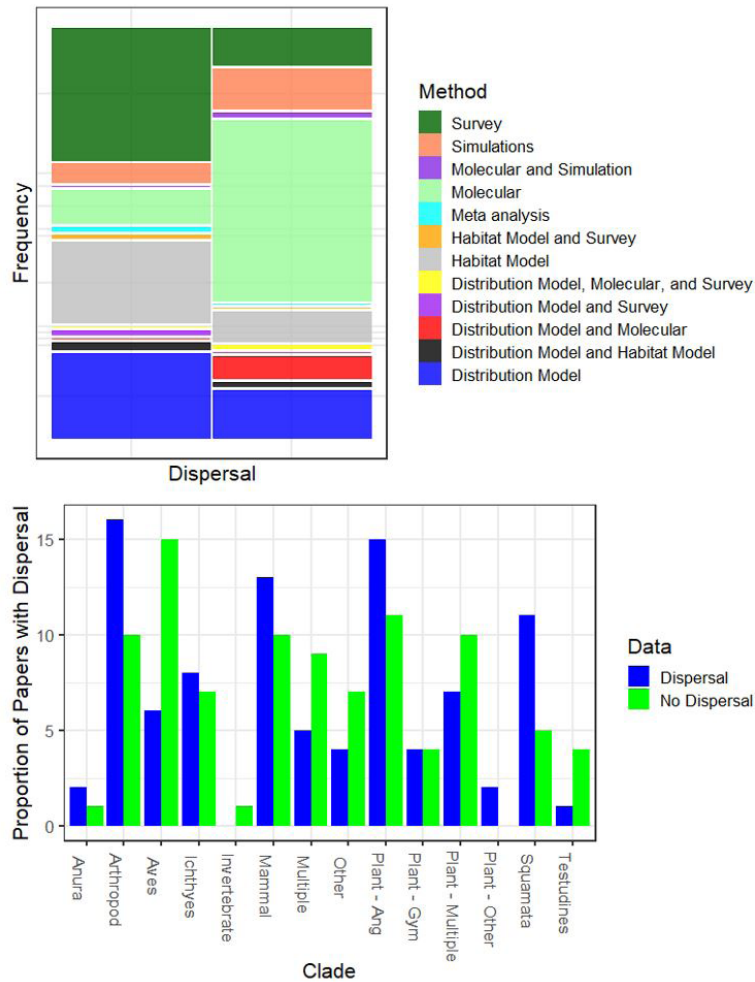 Frequency
Dispersal
Method
Survey
Simulations
Molecular and Simulation
Molecular
Meta analysis
Habitat Model and Survey
Habitat Model
Distribution Model, Molecular, and Survey
Distribution Model and Survey
Distribution Model and Molecular
Distribution Model and Habitat Model
Distribution Model
Proportion of Papers with Dispersal
15
10
5
0
Anura
Arthropod
Aves
Ichthyes
Invertebrate
Mammal
Multiple
Other
Plant - Ang
Plant - Gym
Plant - Multiple
Plant - Other
Squamata
Testudines
Clade
Data
Dispersal
No Dispersal